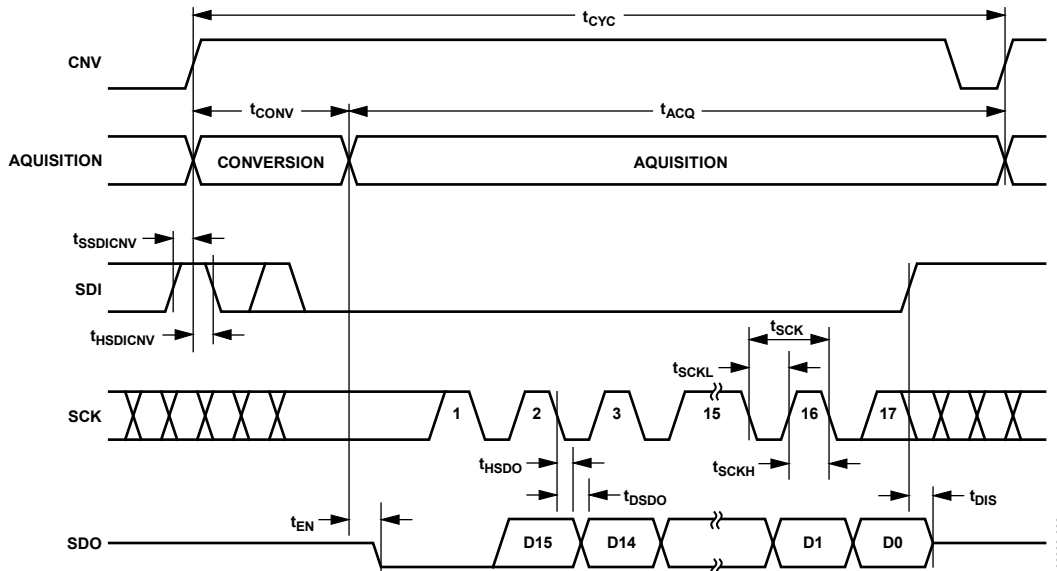 tCYC
CNV
tCONV
tACQ
AQUISITION
CONVERSION
AQUISITION
tSSDICNV
SDI
tHSDICNV
tSCK
tSCKL
SCK
1
2
3
15
16
17
tHSDO
tSCKH
tDSDO
tEN
tDIS
SDO
D15
D14
D1
D0